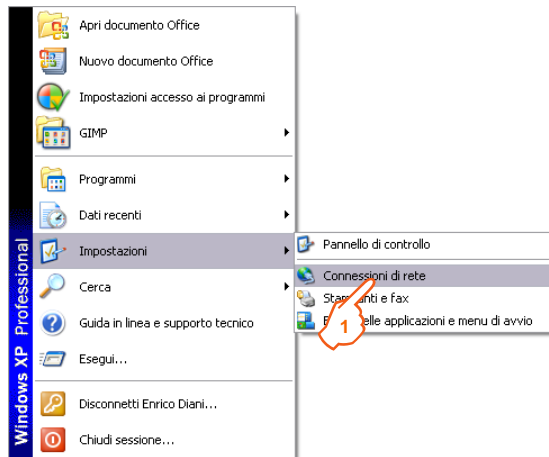 Apri documento Office
Nuovo documento Office
Impostazioni accesso ai programmi
GIMP
Programmi
Dati recenti
Impostazioni
Cerca
Guida in linea e supporto tecnico
Esegui...
Disconnetti Enrico Diani...
Chiudi sessione...
Windows XP Professional
Pannello di controllo
Connessioni di rete
e fax
applicazioni e menu di avvio
1